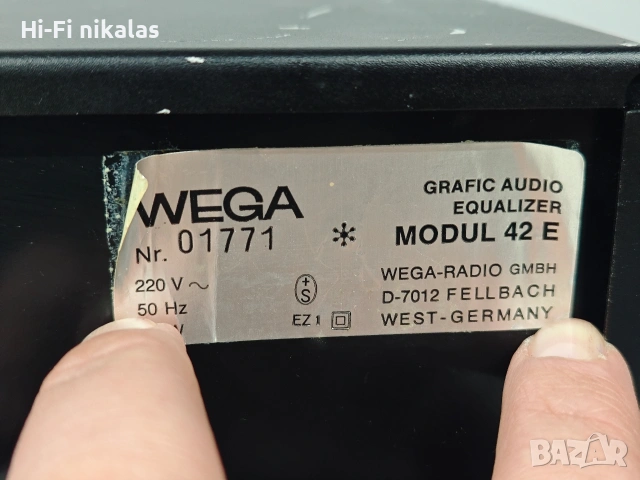 Hi-Fi nikalas
WEGA
Nr. 01771
220 V ~
50 Hz
W
+
S
EZ 1
GRAFIC AUDIO
EQUALIZER
MODUL 42 E
WEGA-RADIO GMBH
D-7012 FELLBACH
WEST-GERMANY
BAZAR